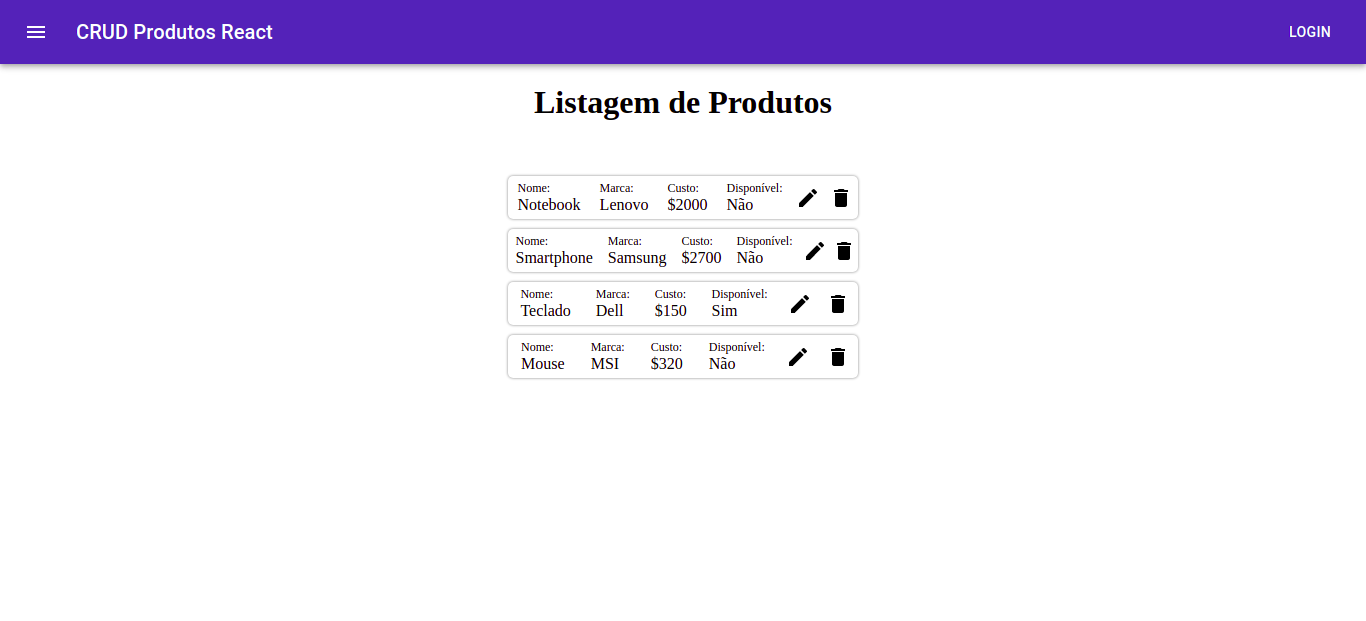 CRUD Produtos React LOGIN
Listagem de Produtos
Nome: Marca: Custo: Disponível:
Notebook Lenovo $2000 Não
Nome: Marca: Custo: Disponível:
Smartphone Samsung $2700 Não
Nome: Marca: Custo: Disponível:
Teclado Dell $150 Sim
Nome: Marca: Custo: Disponível:
Mouse MSI $320 Não